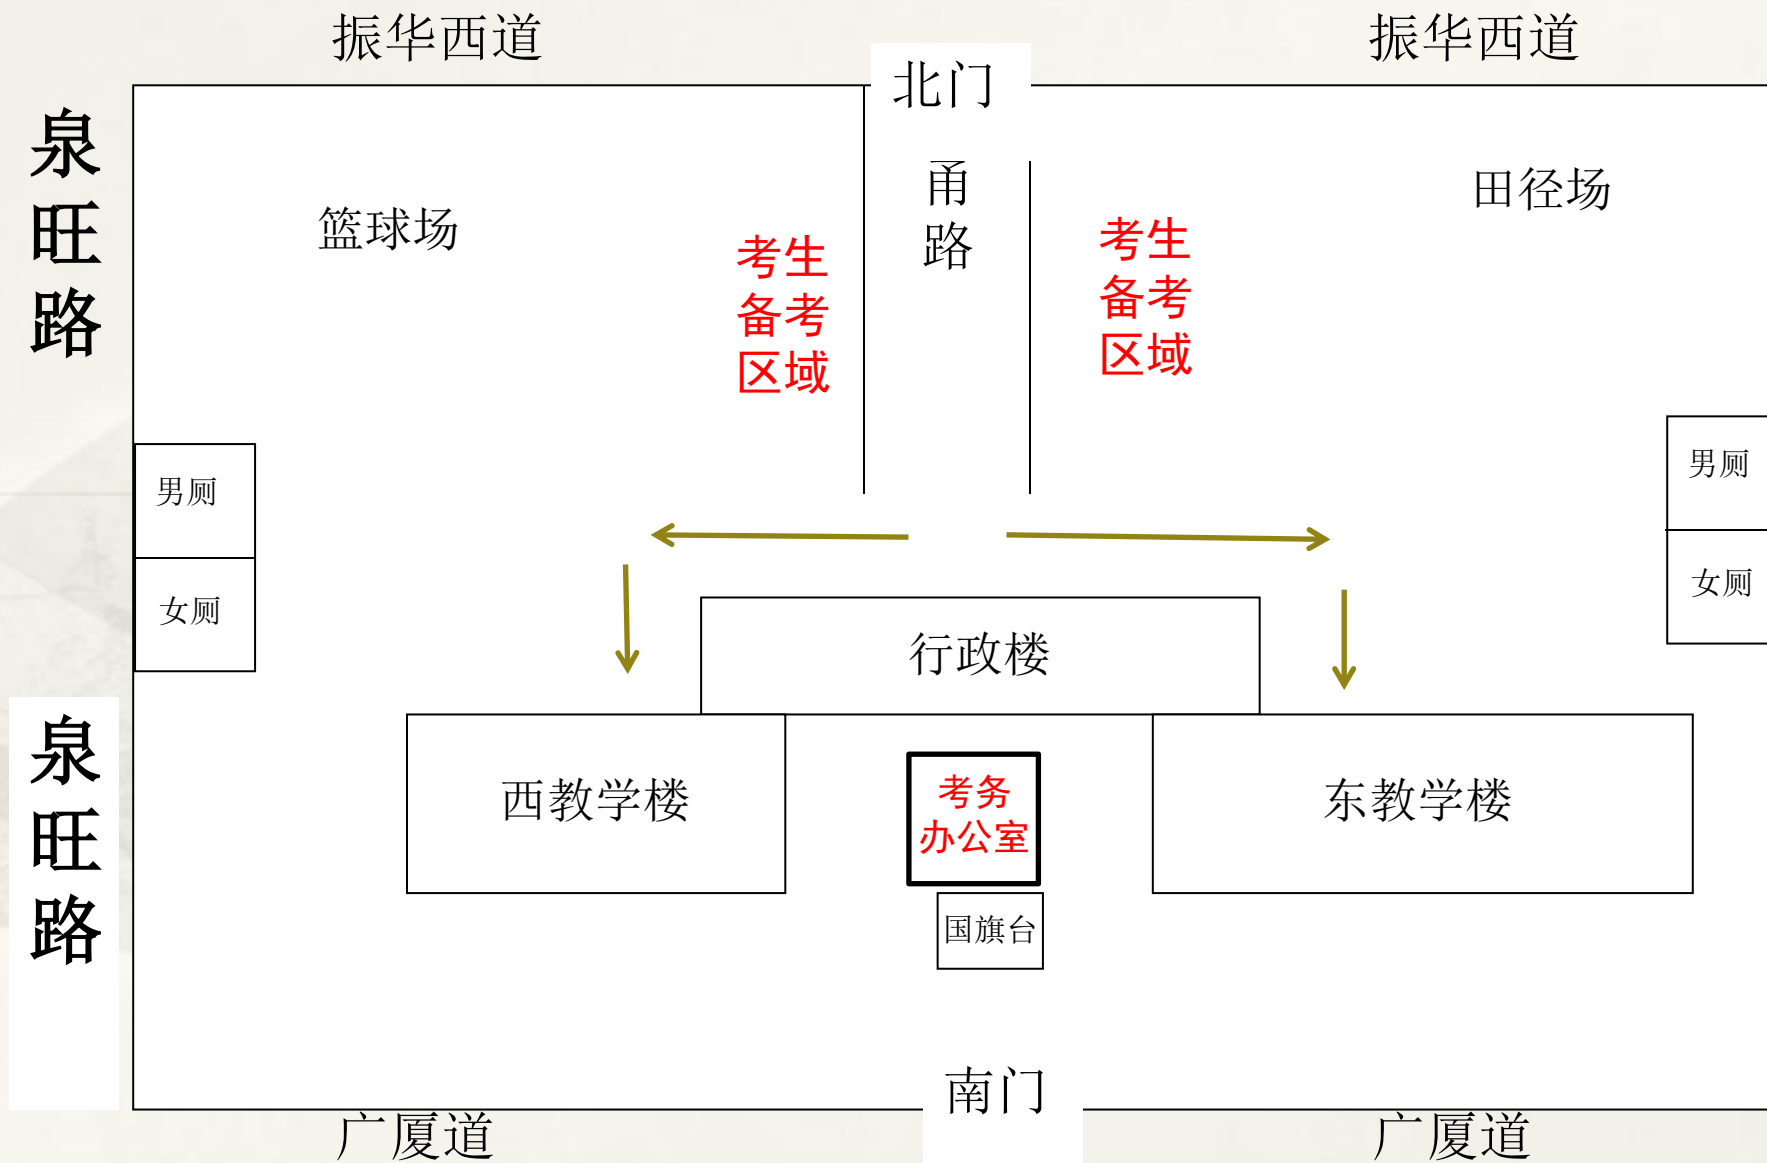 振华西道
振华西道
北门
泉
旺
路
甬
路
田径场
篮球场
考生
备考
区域
考生
备考
区域
男厕
女厕
男厕
女厕
行政楼
泉
旺
路
西教学楼
考务
办公室
东教学楼
国旗台
南门
广厦道
广厦道